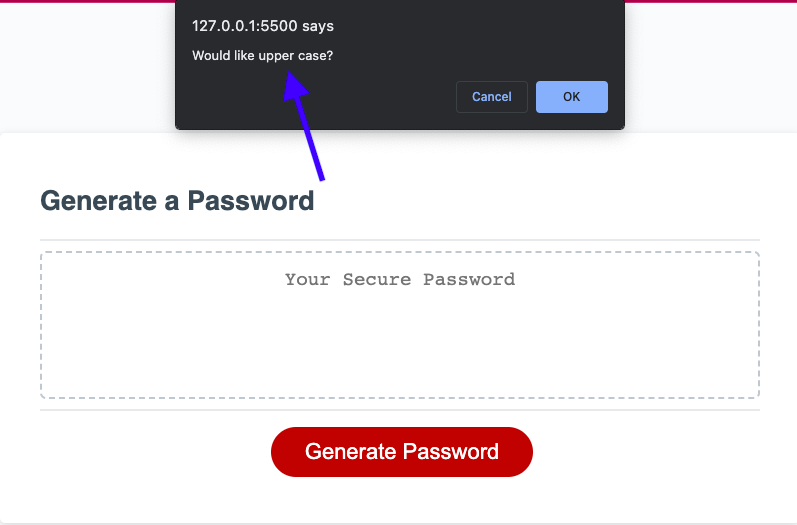 127.0.0.1:5500 says
Would like upper case?
Cancel
OK
Generate a Password
Your Secure Password
Generate Password